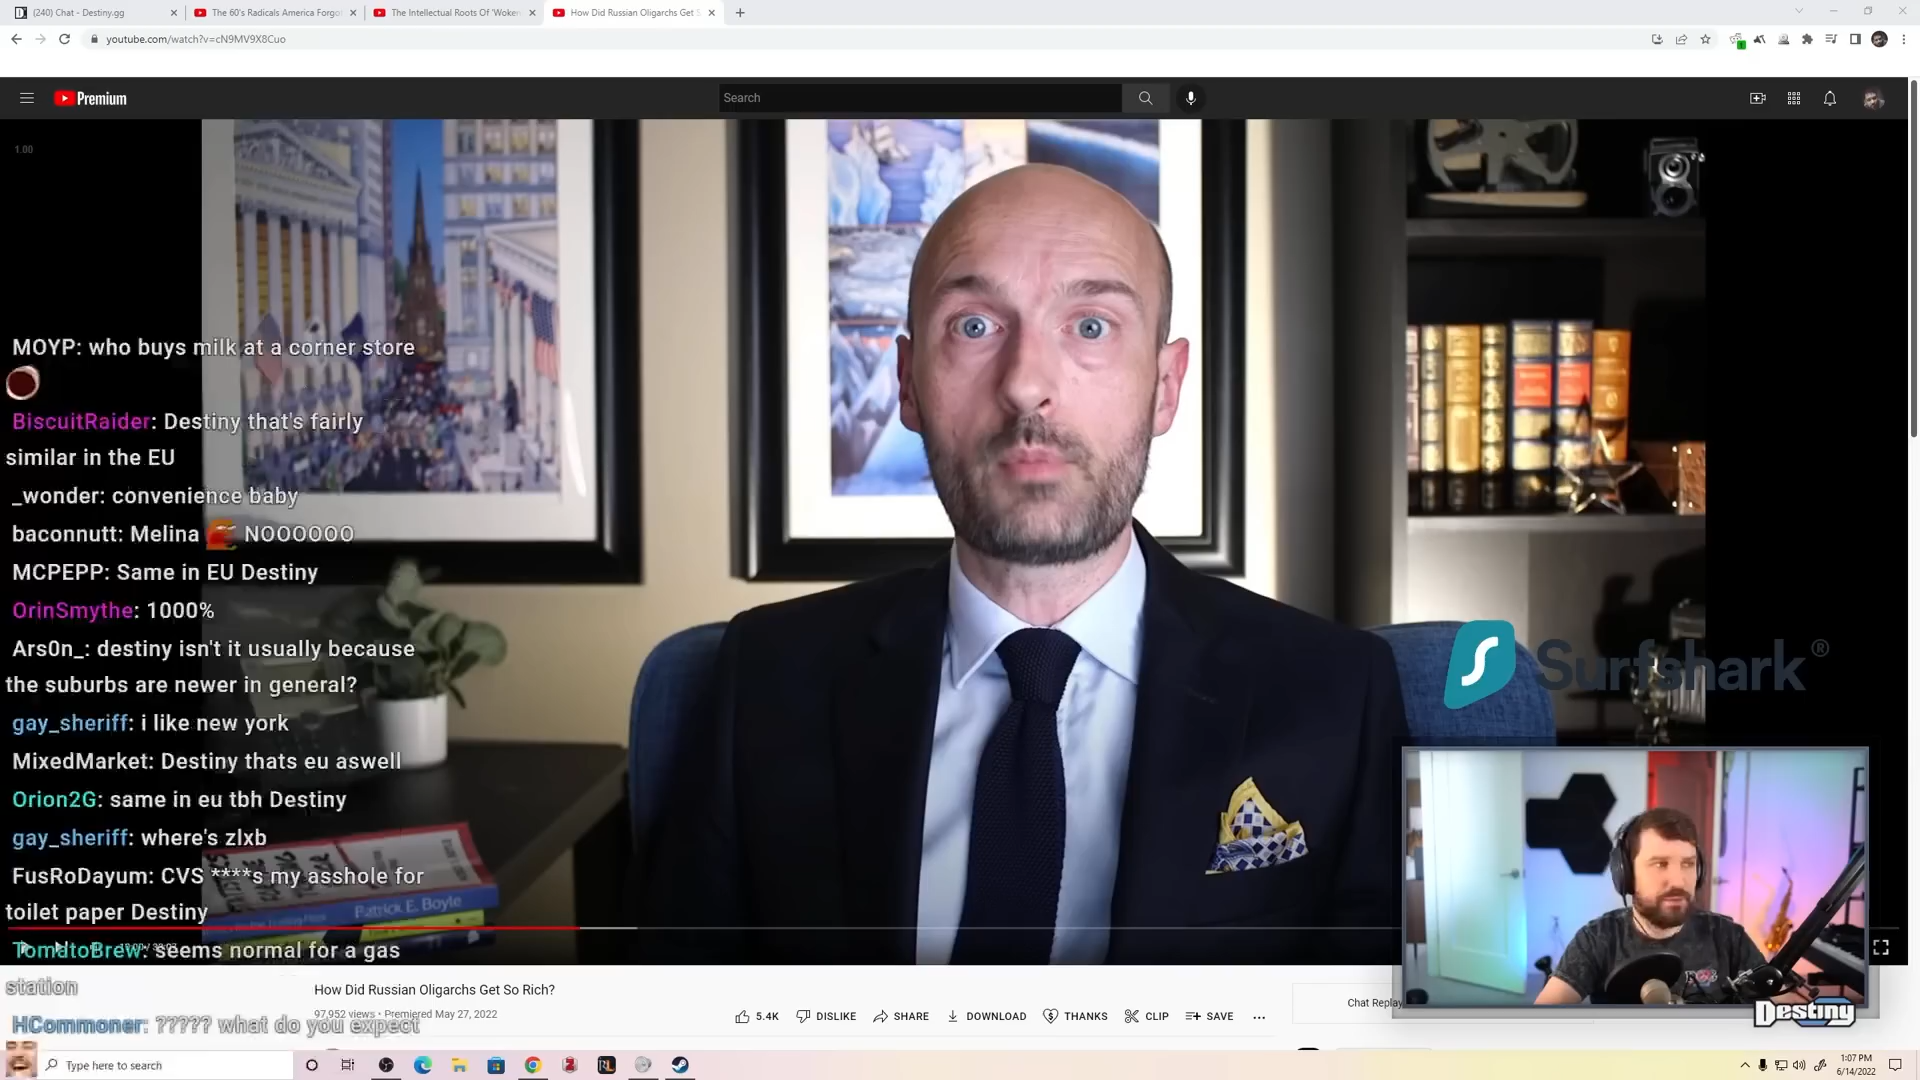 (240) Chat - Destiny.gg
The 60's Radicals America Forgo
The Intellectual Roots Of 'Woken
How Did Russian Oligarchs Get S
youtube.com/watch?v=cN9MV9X8Cuo
Premium
Search
1.00
MOYP: who buys milk at a corner store
BiscuitRaider: Destiny that's fairly
similar in the EU
_wonder: convenience baby
baconnutt: Melina NOOOOOO
MCPEPP: Same in EU Destiny
OrinSmythe: 1000%
Ars0n_: destiny isn't it usually because
the suburbs are newer in general?
gay_sheriff: i like new york
MixedMarket: Destiny thats eu aswell
Orion2G: same in eu tbh Destiny
gay_sheriff: where's zlxb
FusRoDayum: CVS ****s my asshole for
toilet paper Destiny
TomatoBrew: seems normal for a gas
station
HCommoner: ????? what do you expect
Patrick E. Boyle
Surfshark®
Destiny
How Did Russian Oligarchs Get So Rich?
97,952 views • Premiered May 27, 2022
5.4K
DISLIKE
SHARE
DOWNLOAD
THANKS
CLIP
SAVE
Chat Replay
Type here to search
1:07 PM
6/14/2022